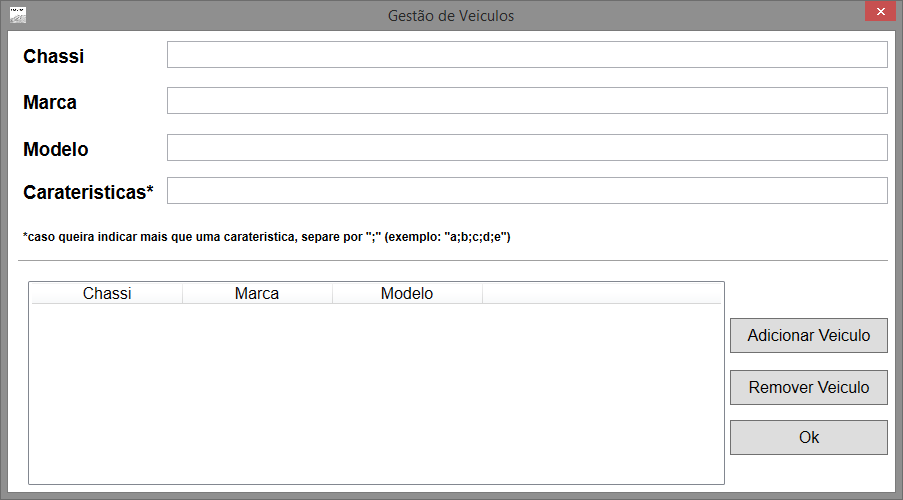 Gestão de Veiculos
Chassi
Marca
Modelo
Carateristicas*
*caso queira indicar mais que uma carateristica, separe por ";" (exemplo: "a;b;c;d;e")
Chassi Marca Modelo
Adicionar Veiculo
Remover Veiculo
Ok